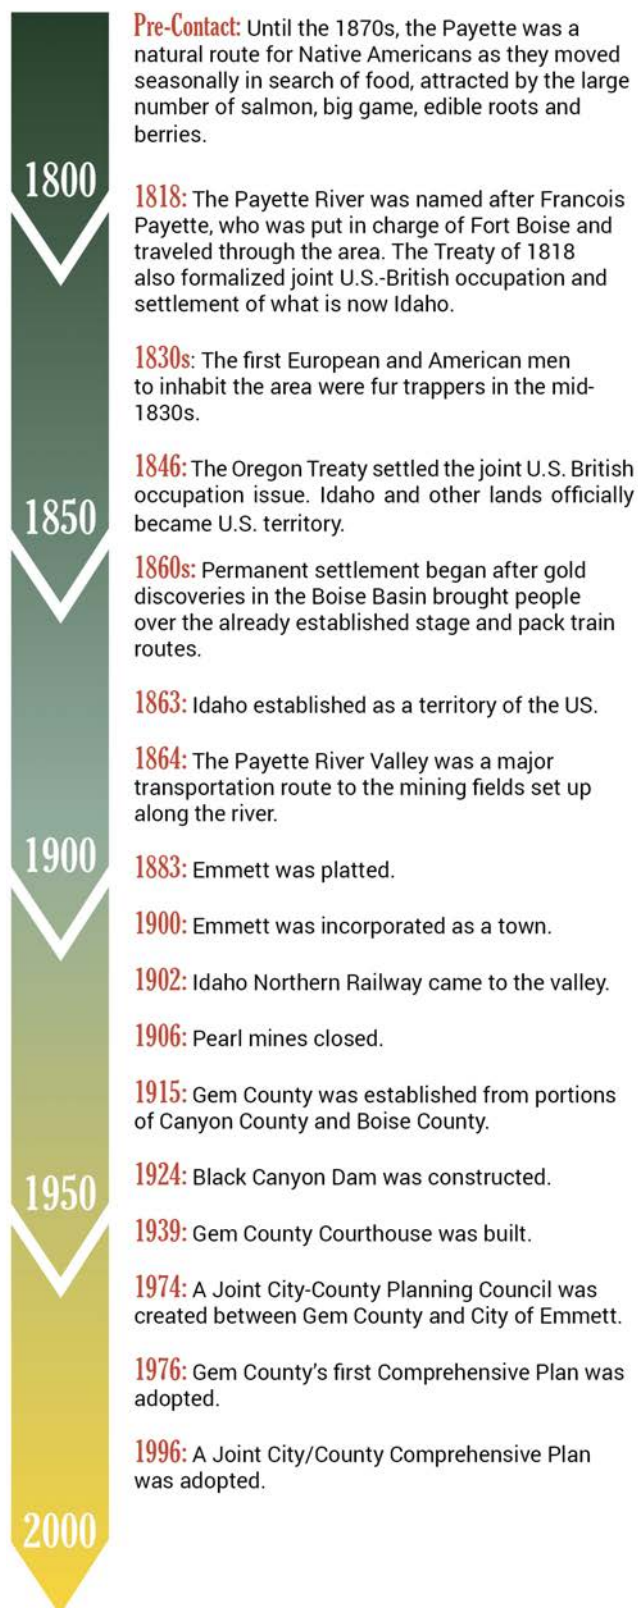 Pre-Contact: Until the 1870s, the Payette was a
natural route for Native Americans as they moved
seasonally in search of food, attracted by the large
number of salmon, big game, edible roots and
berries.
1800
1818: The Payette River was named after Francois
Payette, who was put in charge of Fort Boise and
traveled through the area. The Treaty of 1818
also formalized joint U.S.-British occupation and
settlement of what is now Idaho.
1830s: The first European and American men
to inhabit the area were fur trappers in the mid-
1830s.
1846: The Oregon Treaty settled the joint U.S. British
occupation issue. Idaho and other lands officially
became U.S. territory.
1850
1860s: Permanent settlement began after gold
discoveries in the Boise Basin brought people
over the already established stage and pack train
routes.
1863: Idaho established as a territory of the US.
1864: The Payette River Valley was a major
transportation route to the mining fields set up
along the river.
1900
1883: Emmett was platted.
1900: Emmett was incorporated as a town.
1902: Idaho Northern Railway came to the valley.
1906: Pearl mines closed.
1915: Gem County was established from portions
of Canyon County and Boise County.
1924: Black Canyon Dam was constructed.
1950
1939: Gem County Courthouse was built.
1974: A Joint City-County Planning Council was
created between Gem County and City of Emmett.
1976: Gem County's first Comprehensive Plan was
adopted.
1996: A Joint City/County Comprehensive Plan
was adopted.
2000